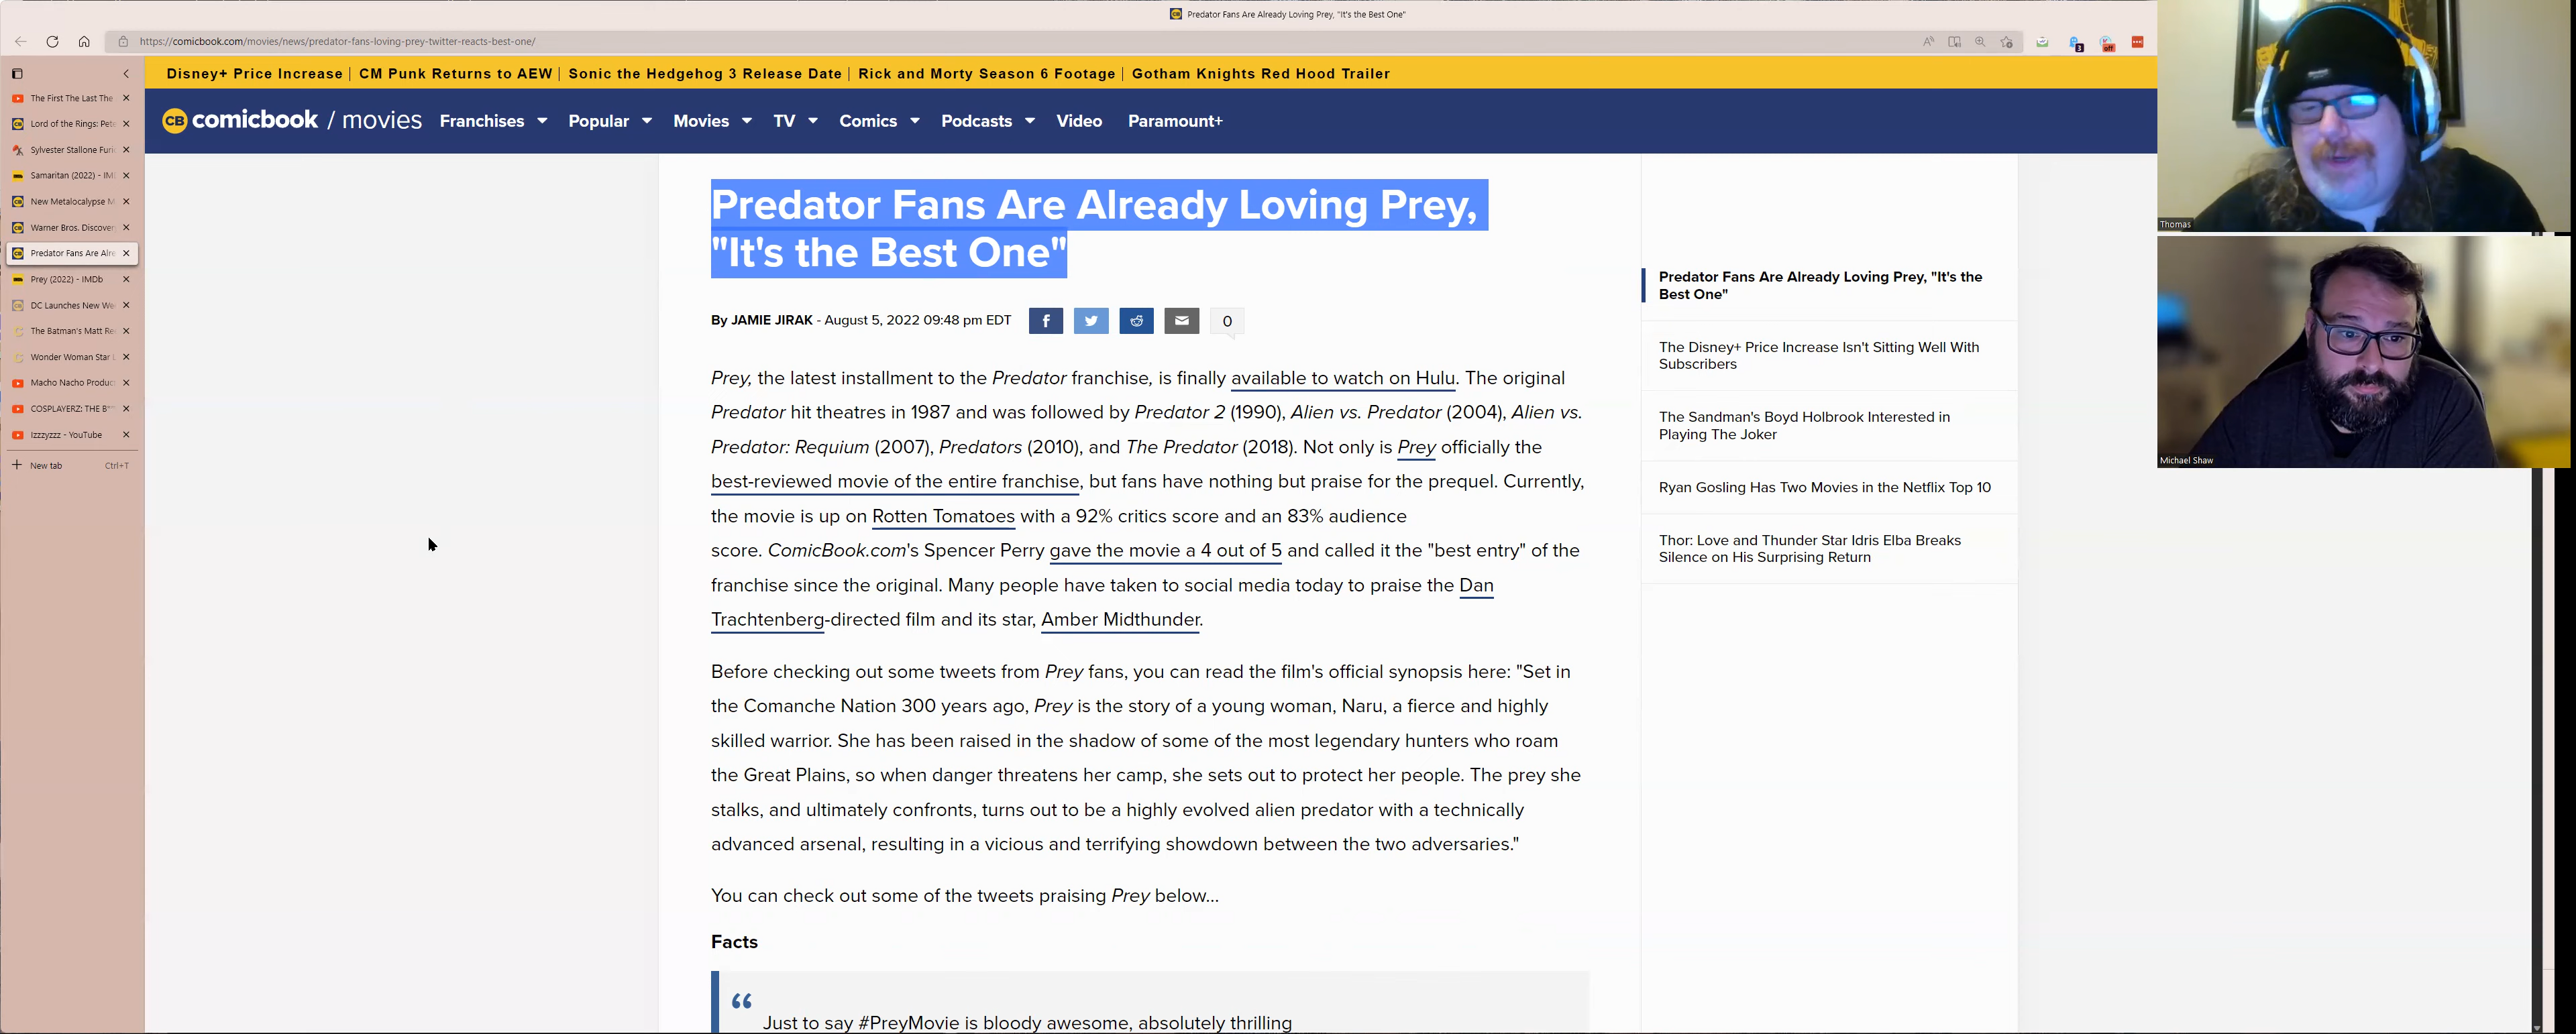 Predator Fans Are Already Loving Prey, "It's the Best One"
https://comicbook.com/movies/news/predator-fans-loving-prey-twitter-reacts-best-one/
3
off
The First The Last The
Lord of the Rings: Pet
Sylvester Stallone Furi
Samaritan (2022) - IM
New Metalocalypse M
Warner Bros. Discover
Predator Fans Are Alre
Prey (2022) - IMDb
DC Launches New We
The Batman's Matt Re
Wonder Woman Star L
Macho Nacho Produc
COSPLAYERZ: THE B
Izzzyzzz - YouTube
New tab Ctrl+T
Disney+ Price Increase | CM Punk Returns to AEW | Sonic the Hedgehog 3 Release Date | Rick and Morty Season 6 Footage | Gotham Knights Red Hood Trailer
CB comicbook / movies Franchises Popular Movies TV Comics Podcasts Video Paramount+
Predator Fans Are Already Loving Prey,
"It's the Best One"
By JAMIE JIRAK - August 5, 2022 09:48 pm EDT 0
Prey, the latest installment to the Predator franchise, is finally available to watch on Hulu. The original
Predator hit theatres in 1987 and was followed by Predator 2 (1990), Alien vs. Predator (2004), Alien vs.
Predator: Requium (2007), Predators (2010), and The Predator (2018). Not only is Prey officially the
best-reviewed movie of the entire franchise, but fans have nothing but praise for the prequel. Currently,
the movie is up on Rotten Tomatoes with a 92% critics score and an 83% audience
score. ComicBook.com's Spencer Perry gave the movie a 4 out of 5 and called it the "best entry" of the
franchise since the original. Many people have taken to social media today to praise the Dan
Trachtenberg-directed film and its star, Amber Midthunder.
Before checking out some tweets from Prey fans, you can read the film's official synopsis here: "Set in
the Comanche Nation 300 years ago, Prey is the story of a young woman, Naru, a fierce and highly
skilled warrior. She has been raised in the shadow of some of the most legendary hunters who roam
the Great Plains, so when danger threatens her camp, she sets out to protect her people. The prey she
stalks, and ultimately confronts, turns out to be a highly evolved alien predator with a technically
advanced arsenal, resulting in a vicious and terrifying showdown between the two adversaries."
You can check out some of the tweets praising Prey below...
Facts
“
Just to say #PreyMovie is bloody awesome, absolutely thrilling
Predator Fans Are Already Loving Prey, "It's the
Best One"
The Disney+ Price Increase Isn't Sitting Well With
Subscribers
The Sandman's Boyd Holbrook Interested in
Playing The Joker
Ryan Gosling Has Two Movies in the Netflix Top 10
Thor: Love and Thunder Star Idris Elba Breaks
Silence on His Surprising Return
Thomas
Michael Shaw